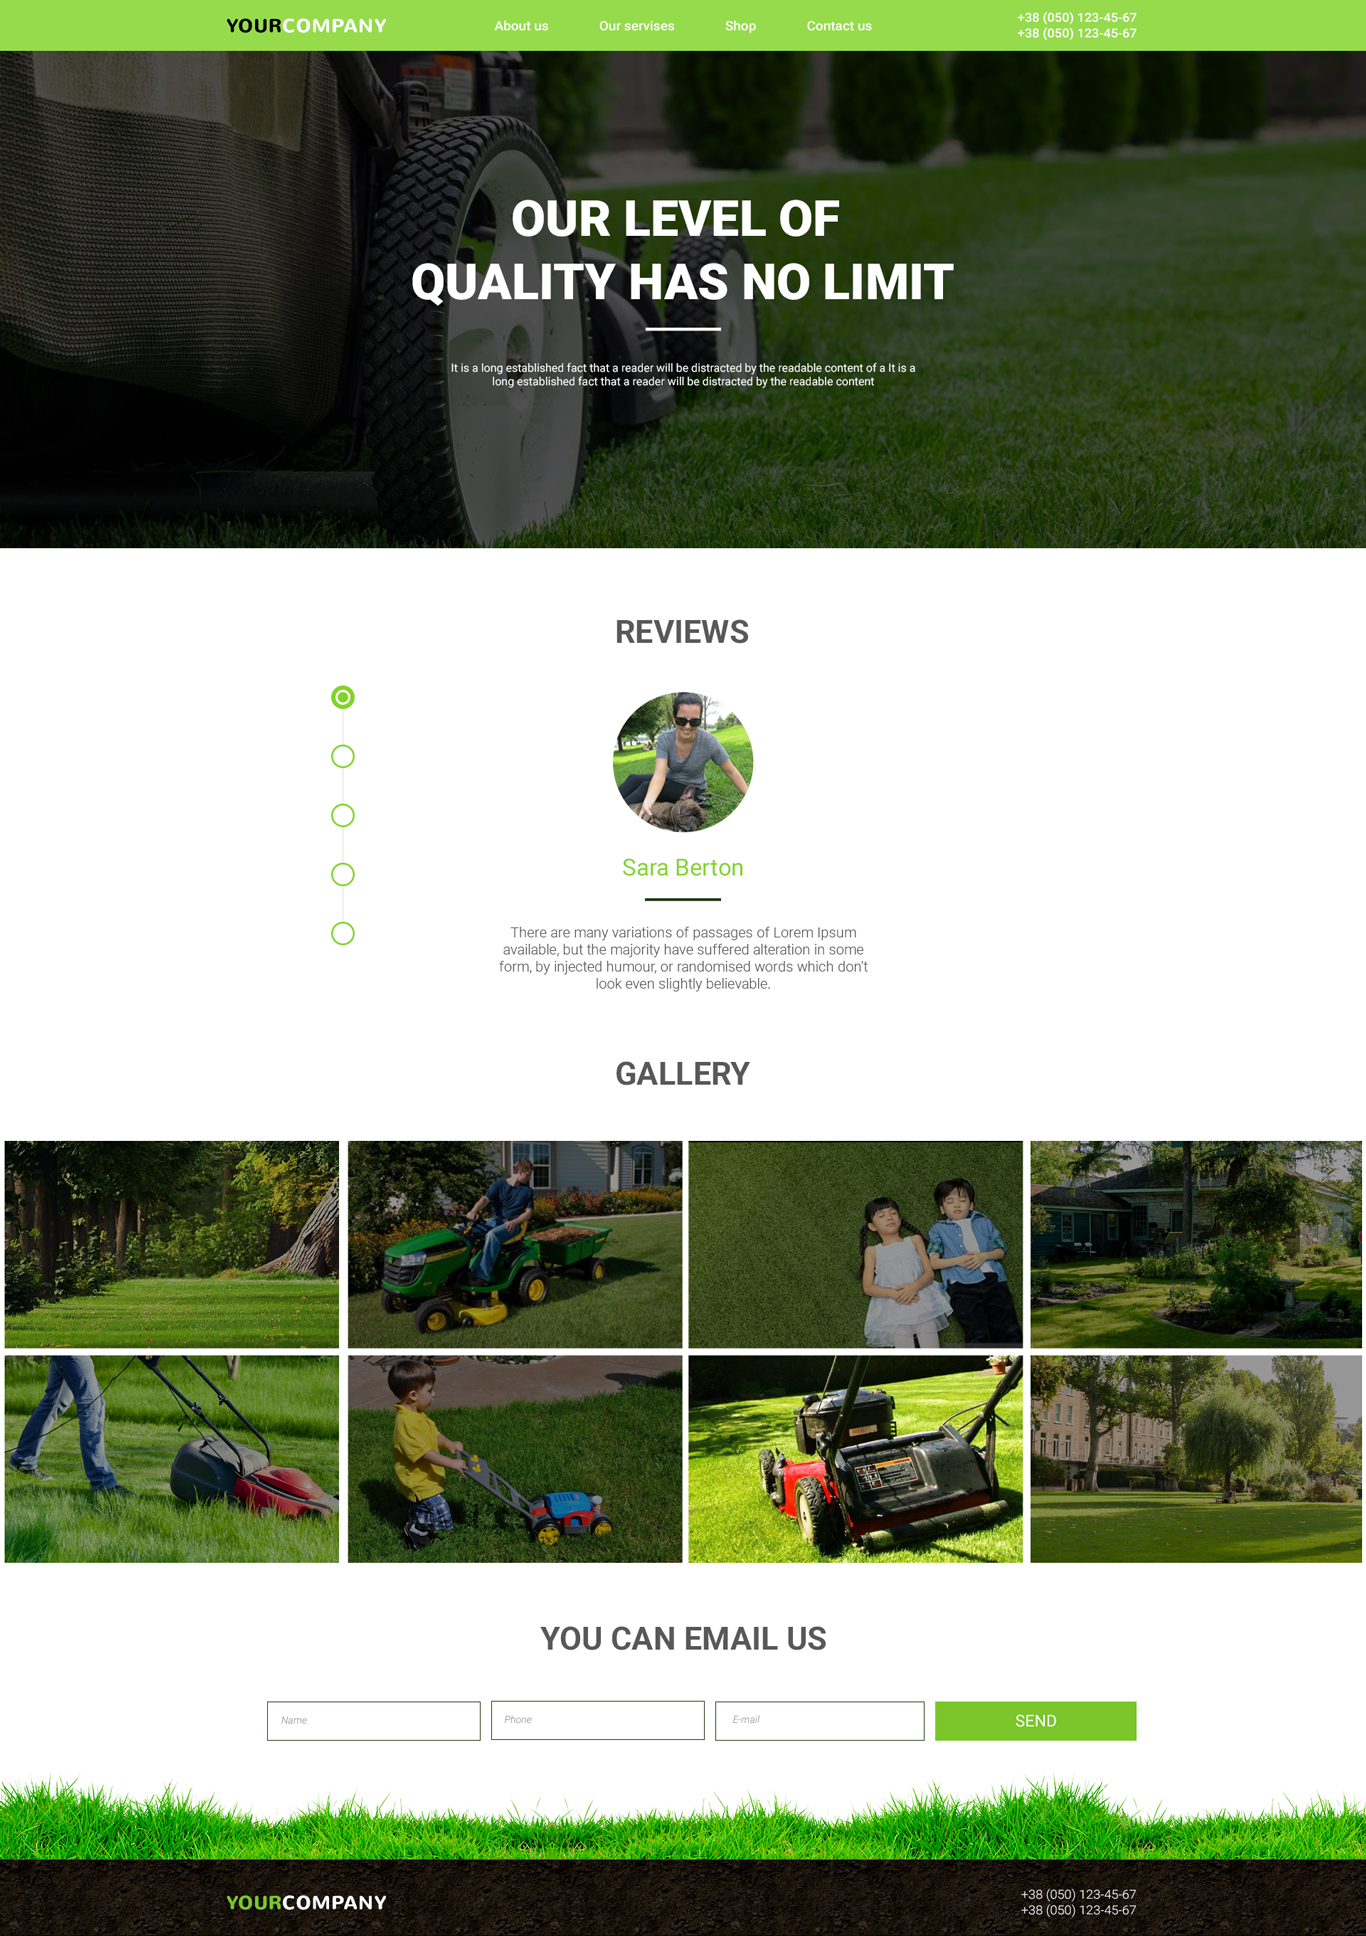 YOURCOMPANY
About us
Our servises
Shop
Contact us
+38 (050) 123-45-67
+38 (050) 123-45-67
OUR LEVEL OF
QUALITY HAS NO LIMIT
It is a long established fact that a reader will be distracted by the readable content of a It is a
long established fact that a reader will be distracted by the readable content
REVIEWS
Sara Berton
There are many variations of passages of Lorem Ipsum
available, but the majority have suffered alteration in some
form, by injected humour, or randomised words which don't
look even slightly believable.
GALLERY
YOU CAN EMAIL US
Name
Phone
E-mail
SEND
YOURCOMPANY
+38 (050) 123-45-67
+38 (050) 123-45-67